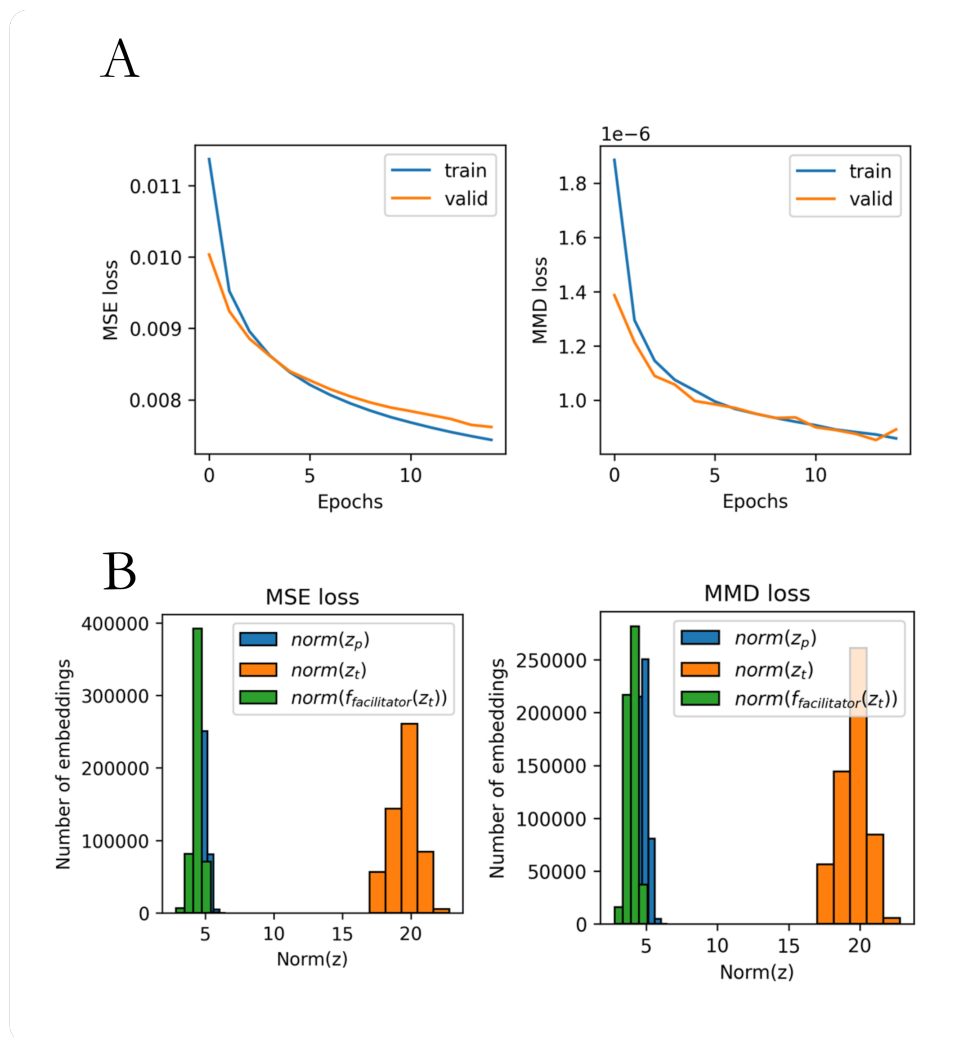 A
1e−6
train
valid
train
valid
0.011
0.010
0.009
0.008
MSE loss
0
5
10
Epochs
1.8
1.6
1.4
1.2
1.0
MMD loss
0
5
10
Epochs
B
MSE loss
norm(z_p)
norm(z_t)
norm(f_facilitator(z_t))
400000
300000
200000
100000
0
Number of embeddings
5
10
15
20
Norm(z)
MMD loss
norm(z_p)
norm(z_t)
norm(f_facilitator(z_t))
250000
200000
150000
100000
50000
0
Number of embeddings
5
10
15
20
Norm(z)